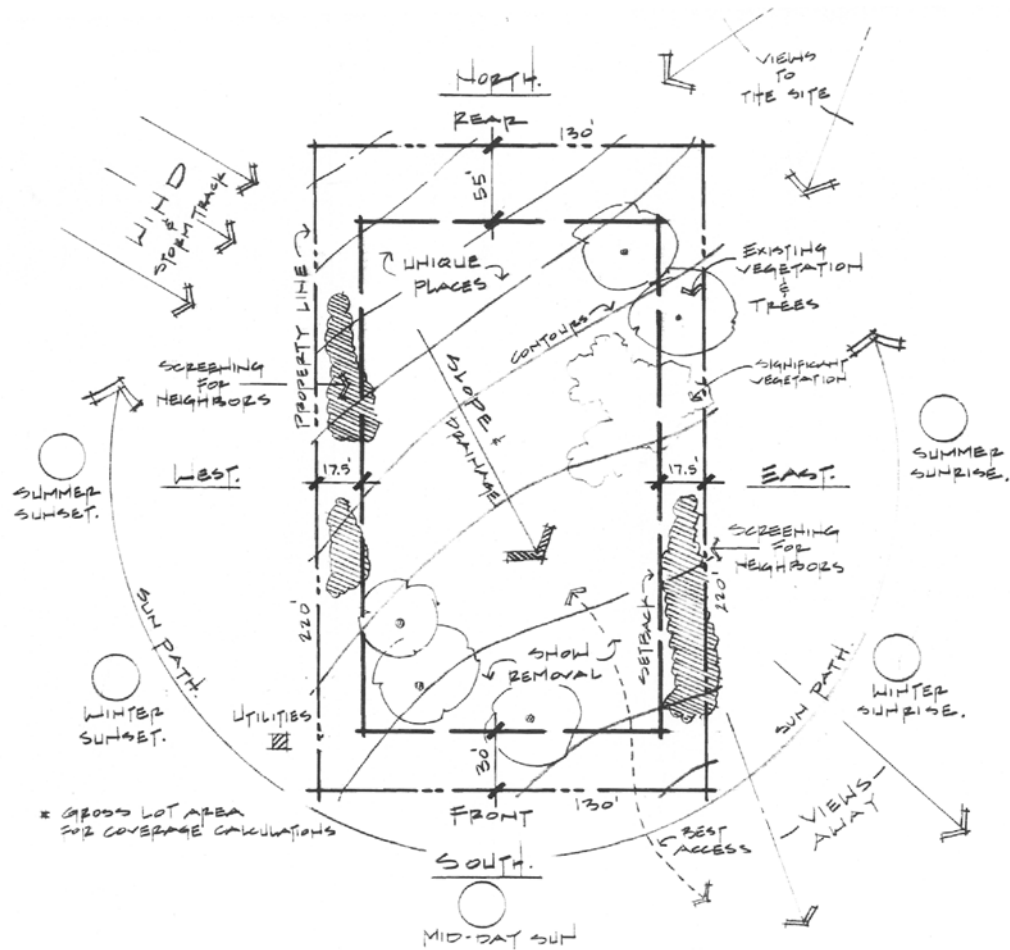 NORTH.
REAR
130'
55'
VIEWS
TO
THE SITE
WIND
&
STORM TRACK
PROPERTY LINE
UNIQUE
PLACES
EXISTING
VEGETATION
&
TREES
CONTOURS
SLOPE &
DRAINAGE
SCREENING
FOR
NEIGHBORS
SIGNIFICANT
VEGETATION
SUMMER
SUNSET.
WEST.
17.5'
17.5'
EAST.
SUMMER
SUNRISE.
SCREENING
FOR
NEIGHBORS
220'
SETBACK
220'
SUN PATH.
SNOW
REMOVAL
SUN PATH
WINTER
SUNSET.
UTILITIES
WINTER
SUNRISE.
30'
130'
FRONT
* GROSS LOT AREA
FOR COVERAGE CALCULATIONS
BEST
ACCESS
VIEWS
AWAY
SOUTH.
MID-DAY SUN